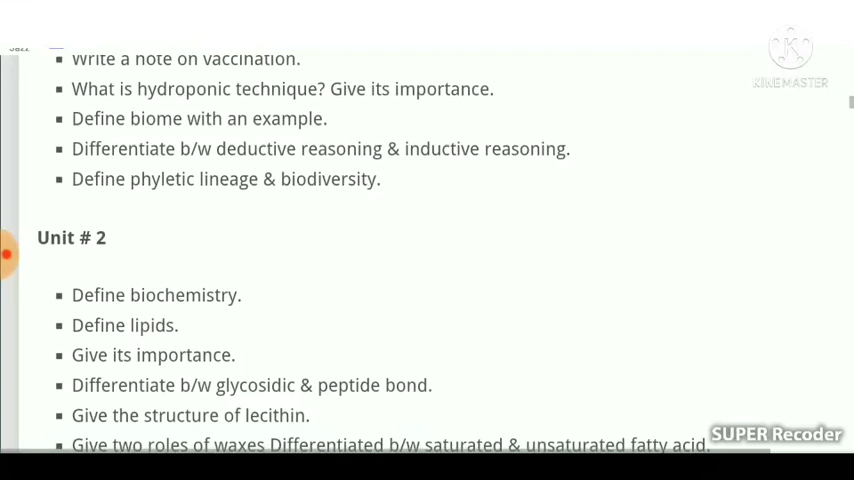 Jazz
KINEMASTER
▪ Write a note on vaccination.
▪ What is hydroponic technique? Give its importance.
▪ Define biome with an example.
▪ Differentiate b/w deductive reasoning & inductive reasoning.
▪ Define phyletic lineage & biodiversity.
Unit # 2
▪ Define biochemistry.
▪ Define lipids.
▪ Give its importance.
▪ Differentiate b/w glycosidic & peptide bond.
▪ Give the structure of lecithin.
▪ Give two roles of waxes Differentiated b/w saturated & unsaturated fatty acid.
SUPER Recoder